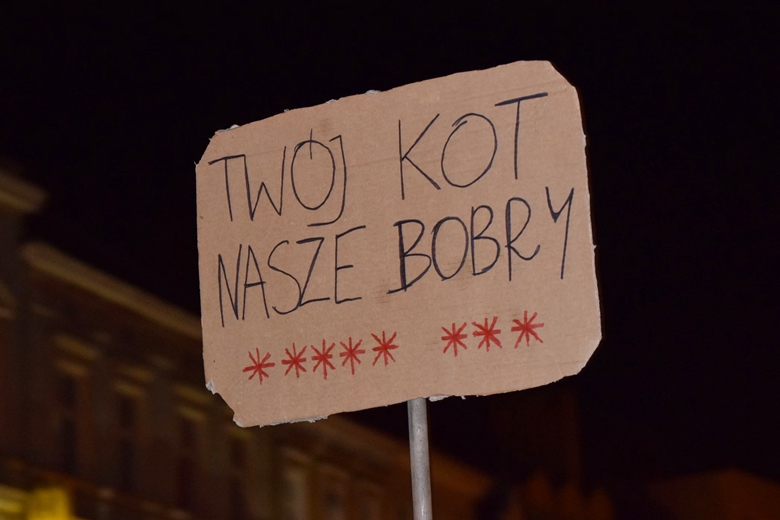 TWÓJ KOT
NASZE BOBRY
***** ***